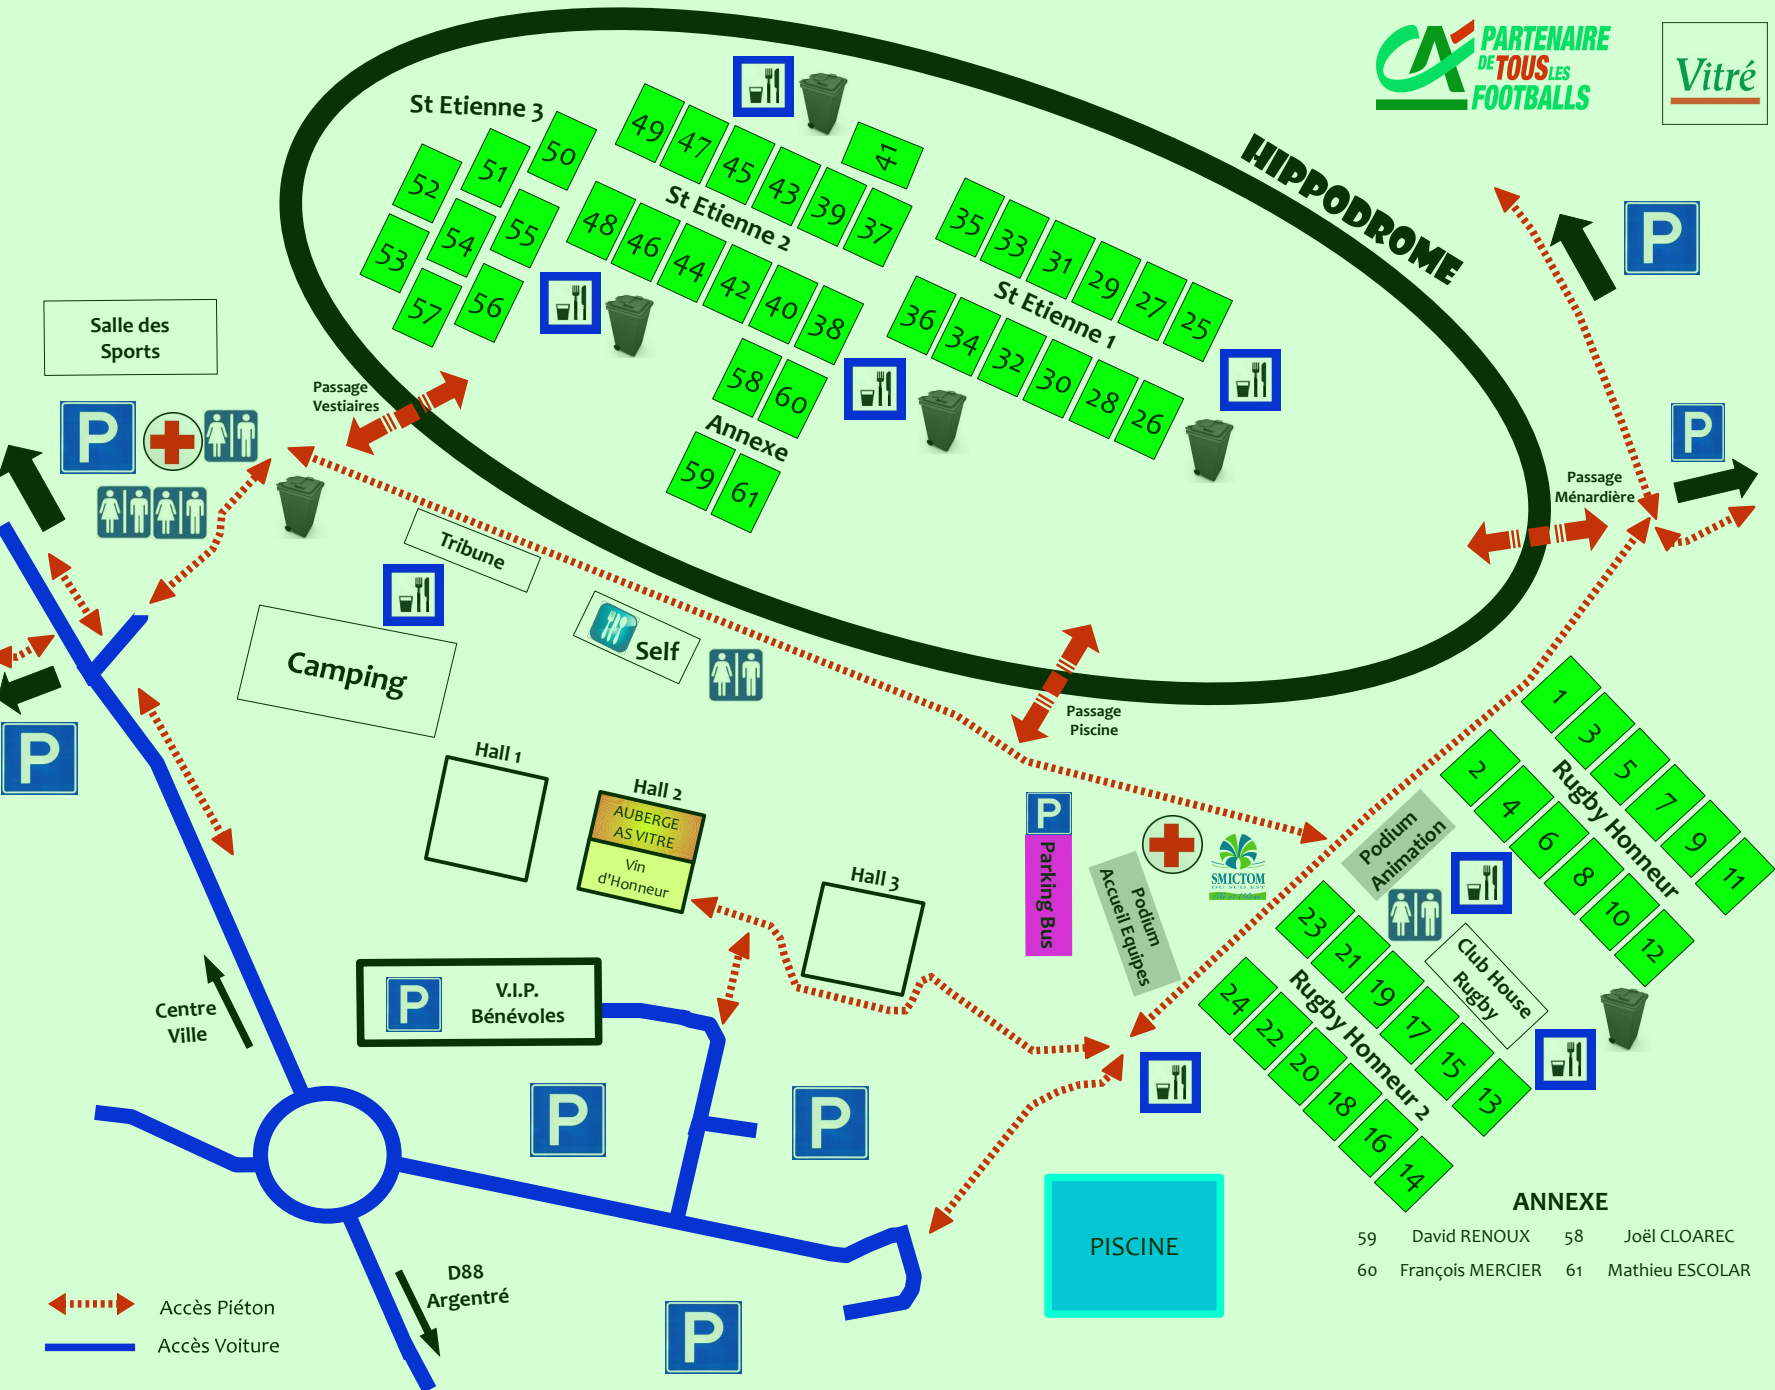 PARTENAIRE
DE TOUS LES
FOOTBALLS
Vitré
HIPPODROME
St Etienne 3
50
51
52
55
54
53
56
57
49
47
45
43
39
37
41
St Etienne 2
48
46
44
42
40
38
35
33
31
29
27
25
St Etienne 1
36
34
32
30
28
26
58
60
Annexe
59
61
Salle des
Sports
P
Passage
Vestiaires
P
P
Passage
Ménardière
Tribune
Self
Camping
P
Passage
Piscine
Hall 1
Hall 2
AUBERGE
AS VITRE
Vin
d'Honneur
Hall 3
P
Parking Bus
Podium
Accueil Equipes
SMICTOM
DU SUD EST
Podium
Animation
1
3
5
7
9
11
Rugby Honneur
2
4
6
8
10
12
Club House
Rugby
23
21
19
17
15
13
Rugby Honneur 2
24
22
20
18
16
14
P
V.I.P.
Bénévoles
Centre
Ville
P
P
PISCINE
D88
Argentré
P
ANNEXE
59 David RENOUX 58 Joël CLOAREC
60 François MERCIER 61 Mathieu ESCOLAR
Accès Piéton
Accès Voiture